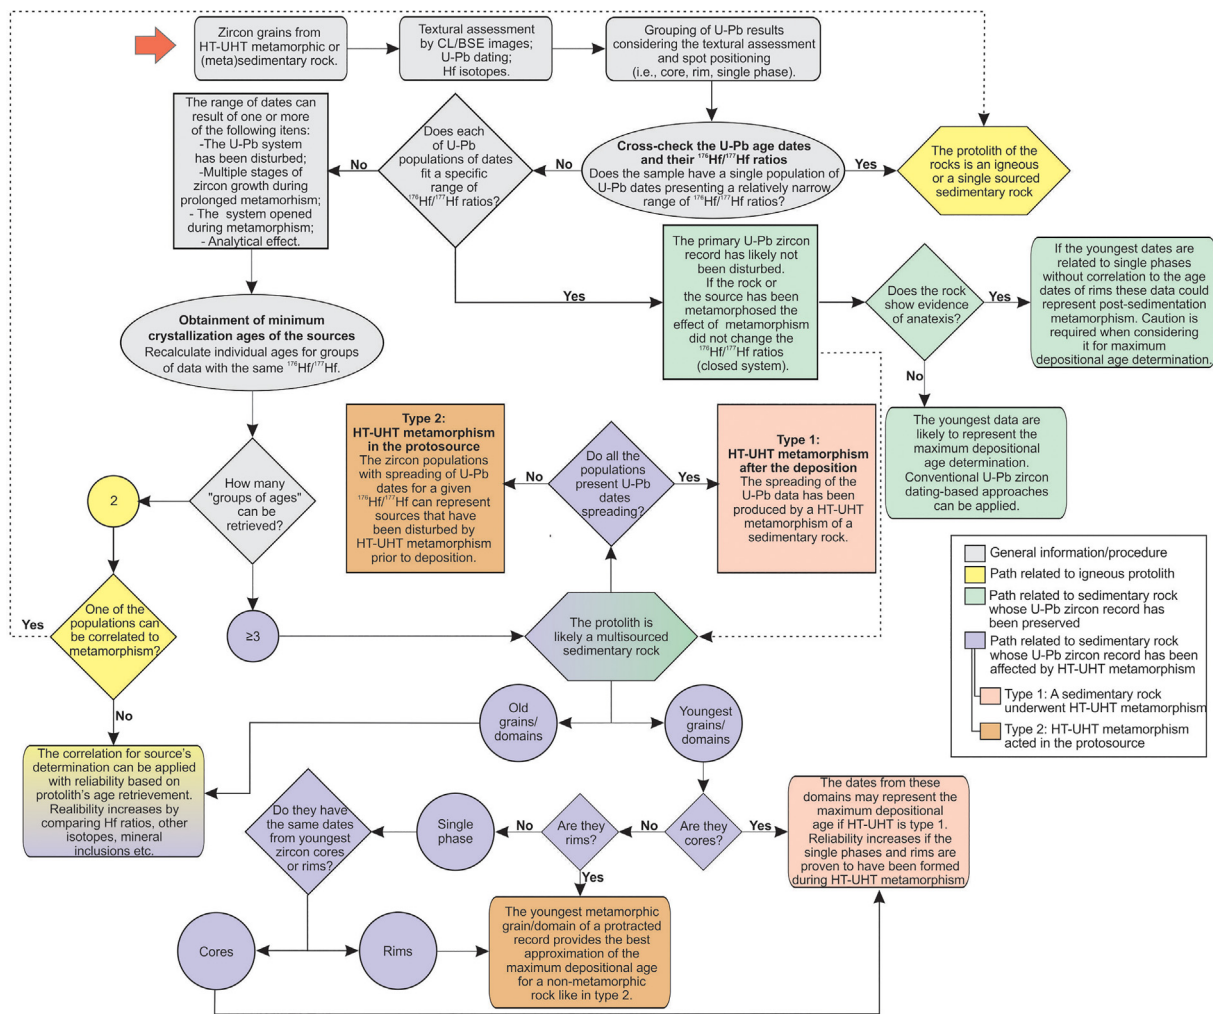 Zircon grains from
HT-UHT metamorphic or
(meta)sedimentary rock.
Textural assessment
by CL/BSE images;
U-Pb dating;
Hf isotopes.
Grouping of U-Pb results
considering the textural assessment
and spot positioning
(i.e., core, rim, single phase).
The range of dates can
result of one or more
of the following itens:
-The U-Pb system
has been disturbed;
-Multiple stages of
zircon growth during
prolonged metamorhism;
- The system opened
during metamorphism;
- Analytical effect.
No
Does each
of U-Pb
populations of dates
fit a specific
range of
¹⁷⁶Hf/¹⁷⁷Hf ratios?
No
Cross-check the U-Pb age dates
and their ¹⁷⁶Hf/¹⁷⁷Hf ratios
Does the sample have a single population of
U-Pb dates presenting a relatively narrow
range of ¹⁷⁶Hf/¹⁷⁷Hf ratios?
Yes
The protolith of the
rocks is an igneous
or a single sourced
sedimentary rock
Yes
The primary U-Pb zircon
record has likely not
been disturbed.
If the rock or
the source has been
metamorphosed the
effect of metamorphism
did not change the
¹⁷⁶Hf/¹⁷⁷Hf ratios
(closed system).
Does the rock
show evidence
of anatexis?
Yes
If the youngest dates are
related to single phases
without correlation to the age
dates of rims these data could
represent post-sedimentation
metamorphism. Caution is
required when considering
it for maximum
depositional age determination.
No
The youngest data are
likely to represent the
maximum depositional
age determination.
Conventional U-Pb zircon
dating-based approaches
can be applied.
Obtainment of minimum
crystallization ages of the sources
Recalculate individual ages for groups
of data with the same ¹⁷⁶Hf/¹⁷⁷Hf.
How many
"groups of ages"
can be
retrieved?
2
≥3
Type 2:
HT-UHT metamorphism
in the protosource
The zircon populations
with spreading of U-Pb
dates for a given
¹⁷⁶Hf/¹⁷⁷Hf can represent
sources that have
been disturbed by
HT-UHT metamorphism
prior to deposition.
No
Do all the
populations
present U-Pb
dates
spreading?
Yes
Type 1:
HT-UHT metamorphism
after the deposition
The spreading of
the U-Pb data has been
produced by a HT-UHT
metamorphism of a
sedimentary rock.
General information/procedure
Path related to igneous protolith
Path related to sedimentary rock
whose U-Pb zircon record has
been preserved
Path related to sedimentary rock
whose U-Pb zircon record has been
affected by HT-UHT metamorphism
Type 1: A sedimentary rock
underwent HT-UHT metamorphism
Type 2: HT-UHT metamorphism
acted in the protosource
Yes
One of the
populations can
be correlated to
metamorphism?
No
The protolith is
likely a multisourced
sedimentary rock
Old
grains/
domains
Youngest
grains/
domains
The correlation for source's
determination can be applied
with reliability based on
protolith's age retrievement.
Realibility increases by
comparing Hf ratios, other
isotopes, mineral
inclusions etc.
Do they have
the same dates
from youngest
zircon cores
or rims?
Single
phase
No
Are they
rims?
No
Are they
cores?
Yes
Yes
The dates from these
domains may represent the
maximum depositional
age if HT-UHT is type 1.
Reliability increases if the
single phases and rims are
proven to have been formed
during HT-UHT metamorphism
Cores
Rims
The youngest metamorphic
grain/domain of a protracted
record provides the best
approximation of the
maximum depositional age
for a non-metamorphic
rock like in type 2.